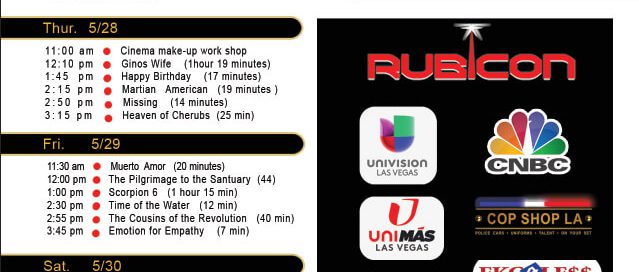 Thur. 5/28
11:00 am Cinema make-up work shop
12:10 pm Ginos Wife (1hour 19 minutes)
1:45 pm Happy Birthday (17 minutes)
2:15 pm Martian American (19 minutes )
2:50 pm Missing (14 minutes)
3:15 pm Heaven of Cherubs (25 min)
Fri. 5/29
11:30 am Muerto Amor (20 minutes)
12:00 pm The Pilgrimage to the Santuary (44)
1:00 pm Scorpion 6 (1 hour 15 min)
2:30 pm Time of the Water (12 min)
2:55 pm The Cousins of the Revolution (40 min)
3:45 pm Emotion for Empathy (7 min)
Sat. 5/30
RUBICON
UNIVISION
LAS VEGAS
CNBC
UNIMÁS
LAS VEGAS
COP SHOP LA
POLICE CARS • UNIFORMS • TALENT • ON YOUR SET